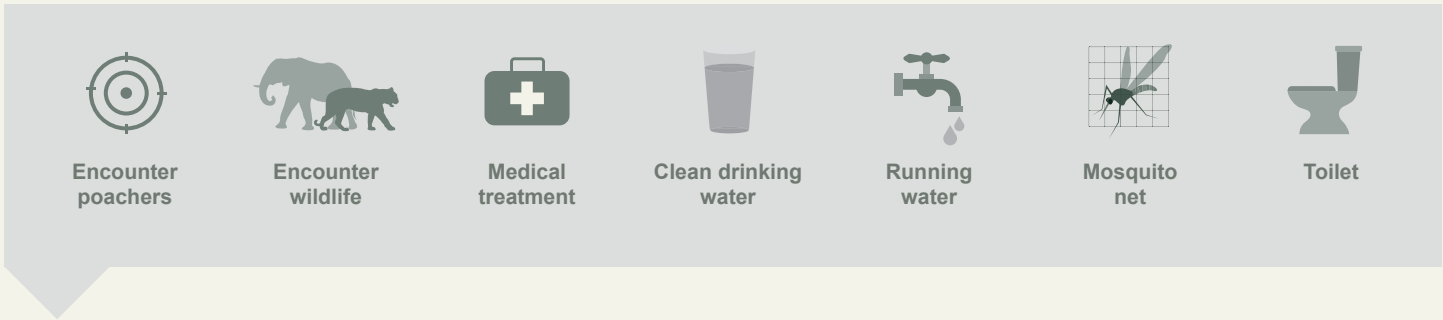 Encounter
poachers
Encounter
wildlife
Medical
treatment
Clean drinking
water
Running
water
Mosquito
net
Toilet